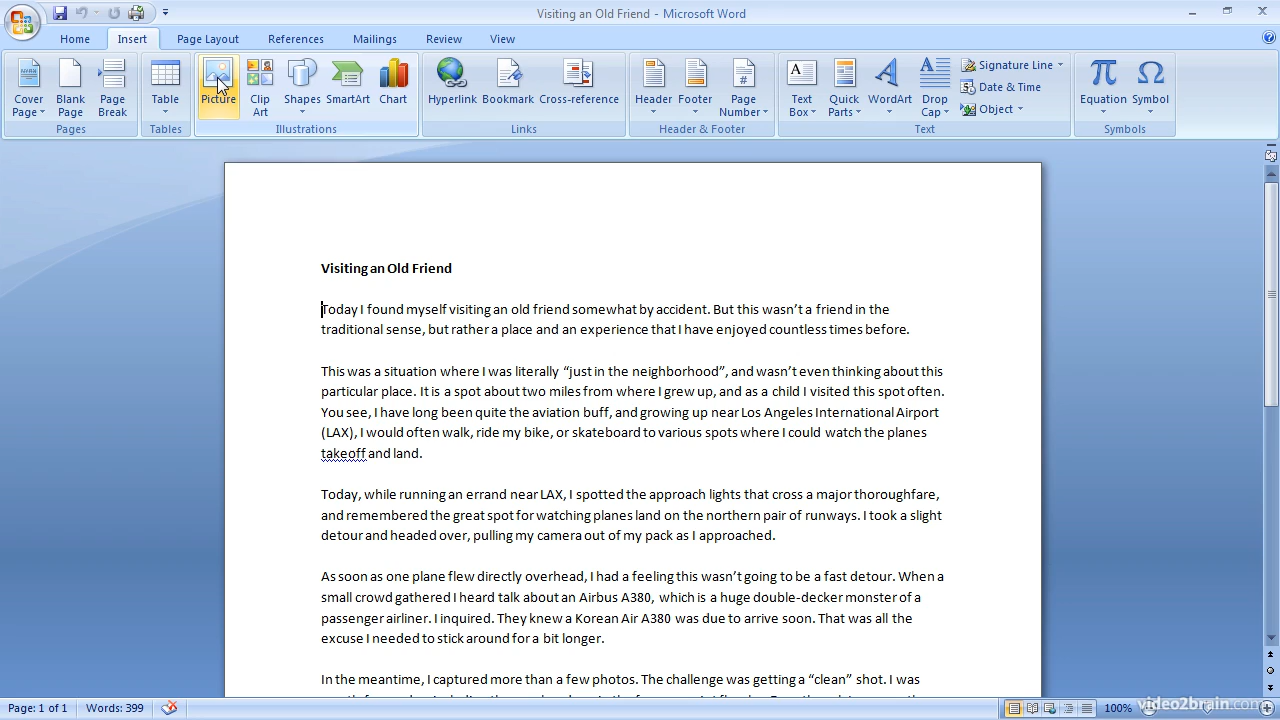 Visiting an Old Friend - Microsoft Word
Home Insert Page Layout References Mailings Review View
Cover Page
Blank Page
Page Break
Pages
Table
Tables
Picture
Clip Art
Shapes
SmartArt
Chart
Illustrations
Hyperlink
Bookmark
Cross-reference
Links
Header
Footer
Page Number
Header & Footer
Text Box
Quick Parts
WordArt
Drop Cap
Signature Line
Date & Time
Object
Text
Equation
Symbol
Symbols
Visiting an Old Friend
Today I found myself visiting an old friend somewhat by accident. But this wasn’t a friend in the
traditional sense, but rather a place and an experience that I have enjoyed countless times before.
This was a situation where I was literally “just in the neighborhood”, and wasn’t even thinking about this
particular place. It is a spot about two miles from where I grew up, and as a child I visited this spot often.
You see, I have long been quite the aviation buff, and growing up near Los Angeles International Airport
(LAX), I would often walk, ride my bike, or skateboard to various spots where I could watch the planes
takeoff and land.
Today, while running an errand near LAX, I spotted the approach lights that cross a major thoroughfare,
and remembered the great spot for watching planes land on the northern pair of runways. I took a slight
detour and headed over, pulling my camera out of my pack as I approached.
As soon as one plane flew directly overhead, I had a feeling this wasn’t going to be a fast detour. When a
small crowd gathered I heard talk about an Airbus A380, which is a huge double-decker monster of a
passenger airliner. I inquired. They knew a Korean Air A380 was due to arrive soon. That was all the
excuse I needed to stick around for a bit longer.
In the meantime, I captured more than a few photos. The challenge was getting a “clean” shot. I was
Page: 1 of 1 Words: 399 100%
video2brain.com